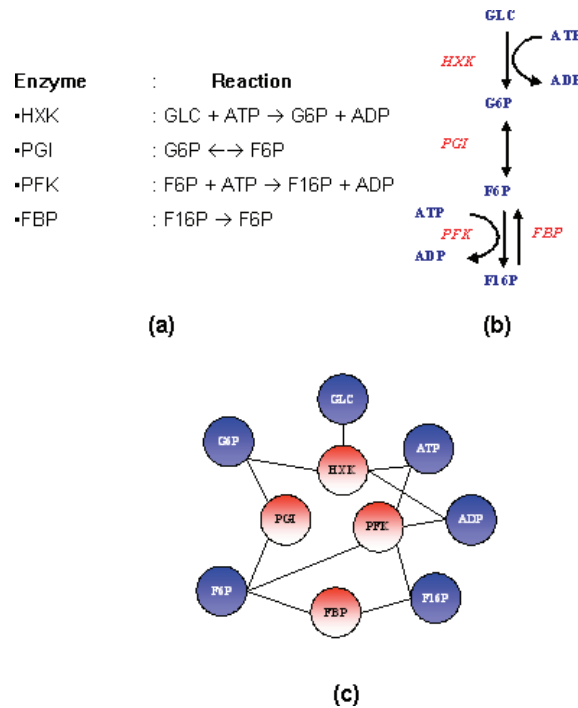 Enzyme : Reaction
▪HXK : GLC + ATP → G6P + ADP
▪PGI : G6P ←→ F6P
▪PFK : F6P + ATP → F16P + ADP
▪FBP : F16P → F6P
(a)
GLC
ATP
HXK
ADP
G6P
PGI
F6P
ATP
PFK FBP
ADP
F16P
(b)
GLC
G6P ATP
HXK
PGI PFK ADP
F6P FBP F16P
(c)